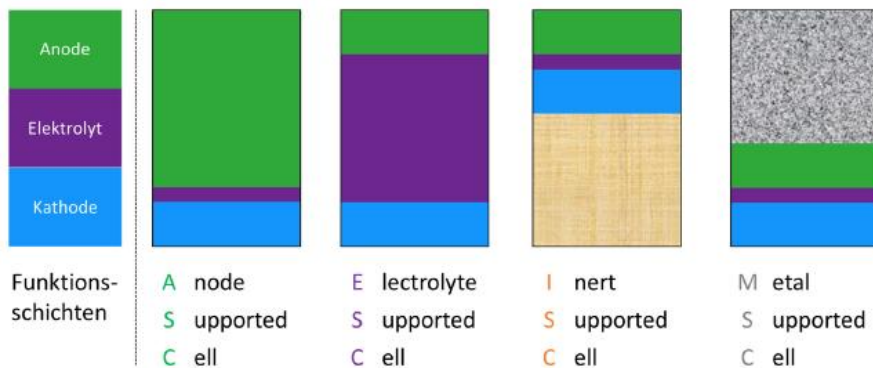 Anode
Elektrolyt
Kathode
Funktions-
schichten
A node
S upported
C ell
E lectrolyte
S upported
C ell
I nert
S upported
C ell
M etal
S upported
C ell